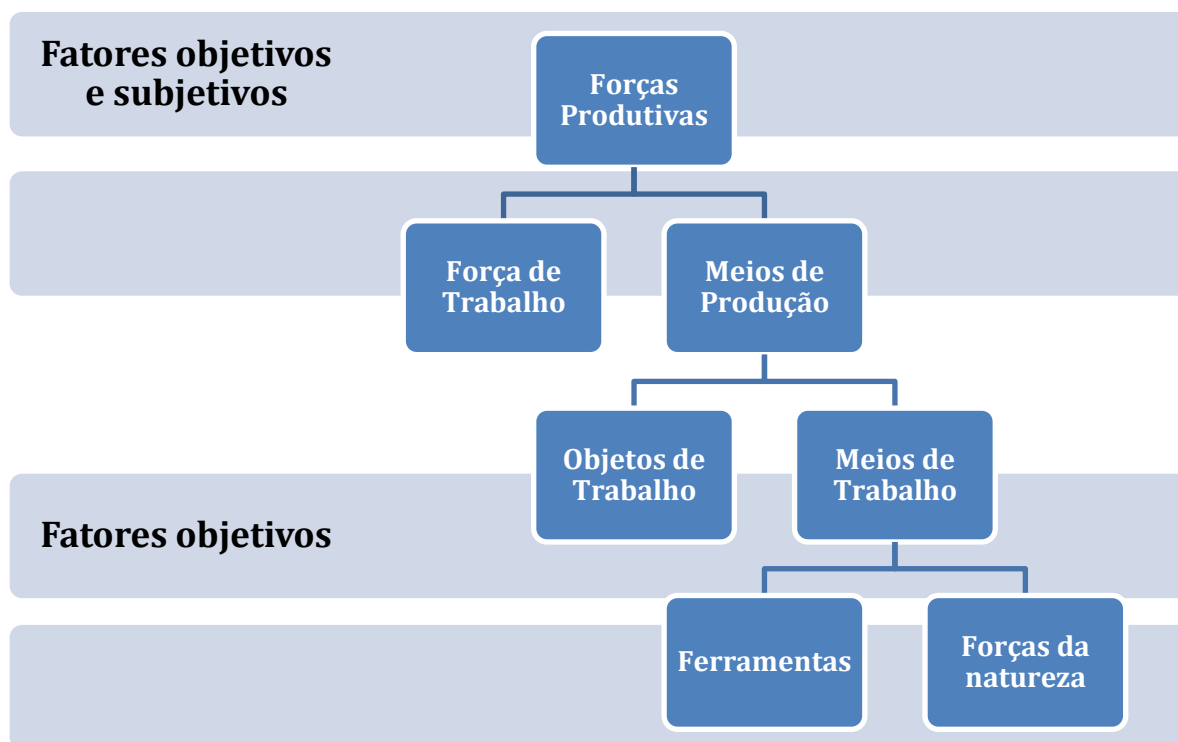 Fatores objetivos
e subjetivos
Forças
Produtivas
Força de
Trabalho
Meios de
Produção
Objetos de
Trabalho
Meios de
Trabalho
Fatores objetivos
Ferramentas
Forças da
natureza